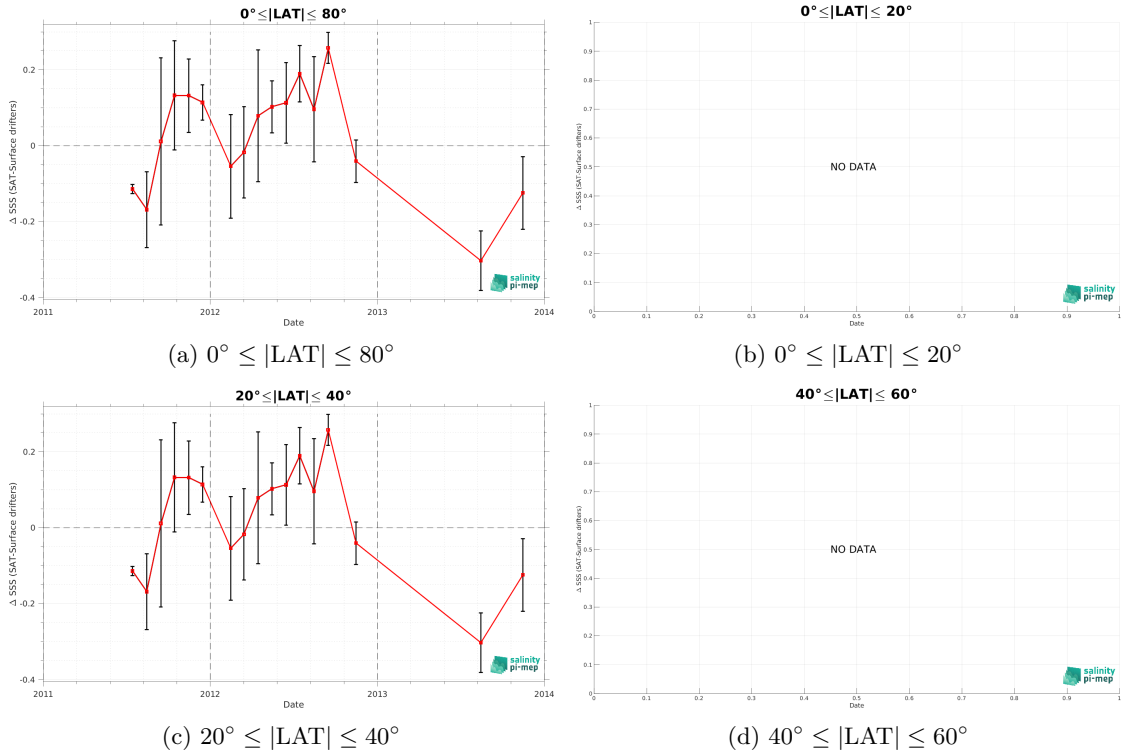 0°≤|LAT|≤ 80°
Δ SSS (SAT-Surface drifters)
0.2
0
-0.2
-0.4
2011
2012
2013
2014
Date
salinity
pi-mep
(a) 0° ≤ |LAT| ≤ 80°
0°≤|LAT|≤ 20°
Δ SSS (SAT-Surface drifters)
1
0.9
0.8
0.7
0.6
0.5
0.4
0.3
0.2
0.1
0
NO DATA
0
0.1
0.2
0.3
0.4
0.5
0.6
0.7
0.8
0.9
1
Date
salinity
pi-mep
(b) 0° ≤ |LAT| ≤ 20°
20°≤|LAT|≤ 40°
Δ SSS (SAT-Surface drifters)
0.2
0
-0.2
-0.4
2011
2012
2013
2014
Date
salinity
pi-mep
(c) 20° ≤ |LAT| ≤ 40°
40°≤|LAT|≤ 60°
Δ SSS (SAT-Surface drifters)
1
0.9
0.8
0.7
0.6
0.5
0.4
0.3
0.2
0.1
0
NO DATA
0
0.1
0.2
0.3
0.4
0.5
0.6
0.7
0.8
0.9
1
Date
salinity
pi-mep
(d) 40° ≤ |LAT| ≤ 60°